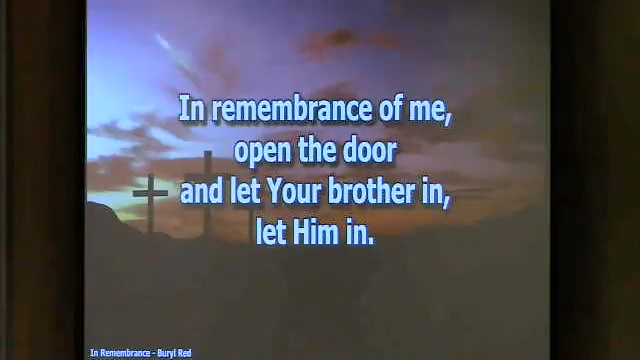 In remembrance of me,
open the door
and let Your brother in,
let Him in.
In Remembrance - Buryl Red